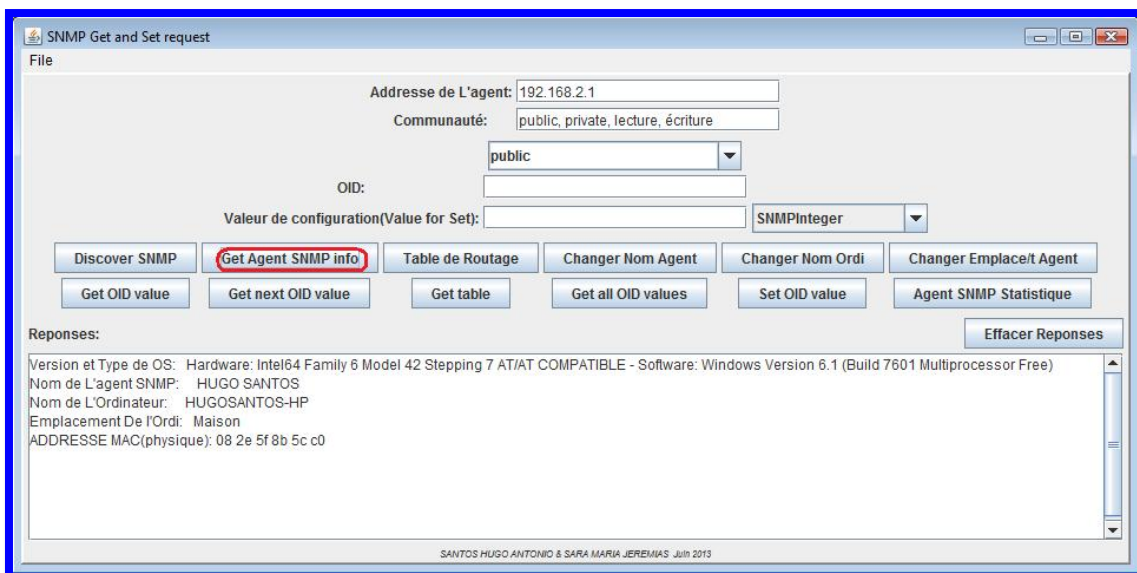 SNMP Get and Set request
File
Addresse de L'agent: 192.168.2.1
Communauté: public, private, lecture, écriture
public
OID:
Valeur de configuration(Value for Set): SNMPInteger
Discover SNMP Get Agent SNMP info Table de Routage Changer Nom Agent Changer Nom Ordi Changer Emplace/t Agent
Get OID value Get next OID value Get table Get all OID values Set OID value Agent SNMP Statistique
Reponses: Effacer Reponses
Version et Type de OS: Hardware: Intel64 Family 6 Model 42 Stepping 7 AT/AT COMPATIBLE - Software: Windows Version 6.1 (Build 7601 Multiprocessor Free)
Nom de L'agent SNMP: HUGO SANTOS
Nom de L'Ordinateur: HUGOSANTOS-HP
Emplacement De l'Ordi: Maison
ADDRESSE MAC(physique): 08 2e 5f 8b 5c c0
SANTOS HUGO ANTONIO & SARA MARIA JEREMIAS Juin 2013